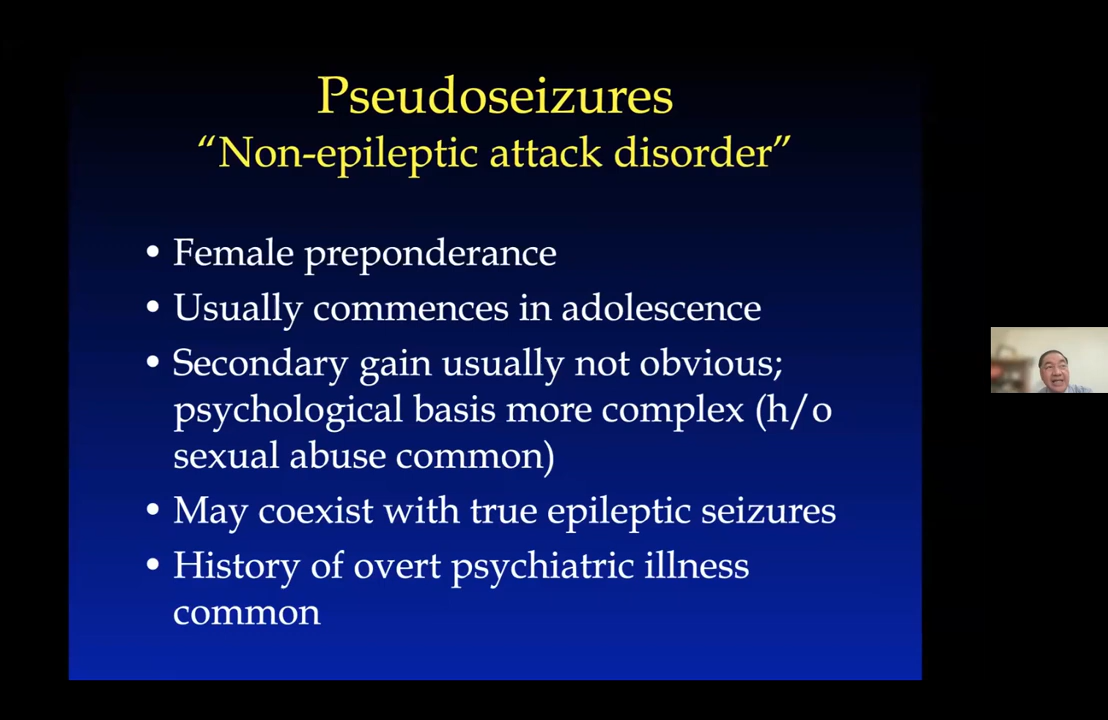 Pseudoseizures
“Non-epileptic attack disorder”
• Female preponderance
• Usually commences in adolescence
• Secondary gain usually not obvious;
psychological basis more complex (h/o
sexual abuse common)
• May coexist with true epileptic seizures
• History of overt psychiatric illness
common